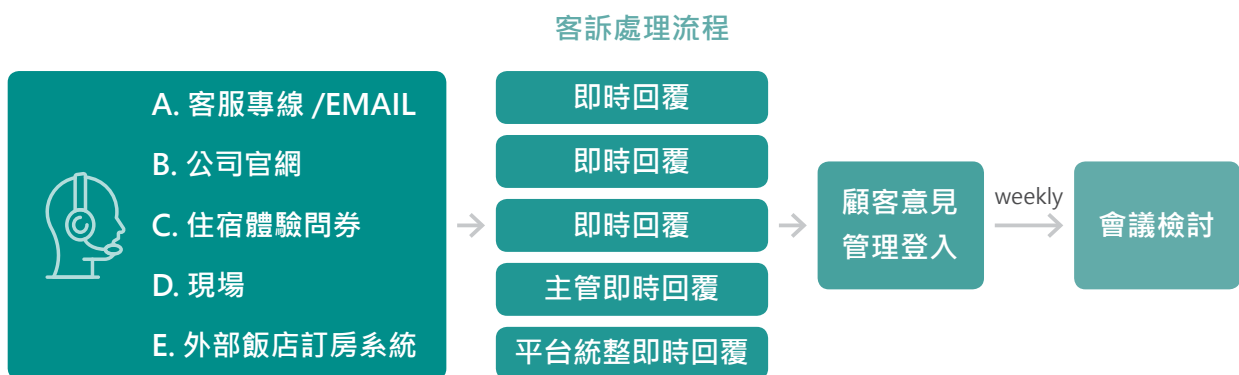 客訴處理流程
A. 客服專線 /EMAIL
B. 公司官網
C. 住宿體驗問券
D. 現場
E. 外部飯店訂房系統
即時回覆
即時回覆
即時回覆
主管即時回覆
平台統整即時回覆
顧客意見
管理登入
weekly
會議檢討